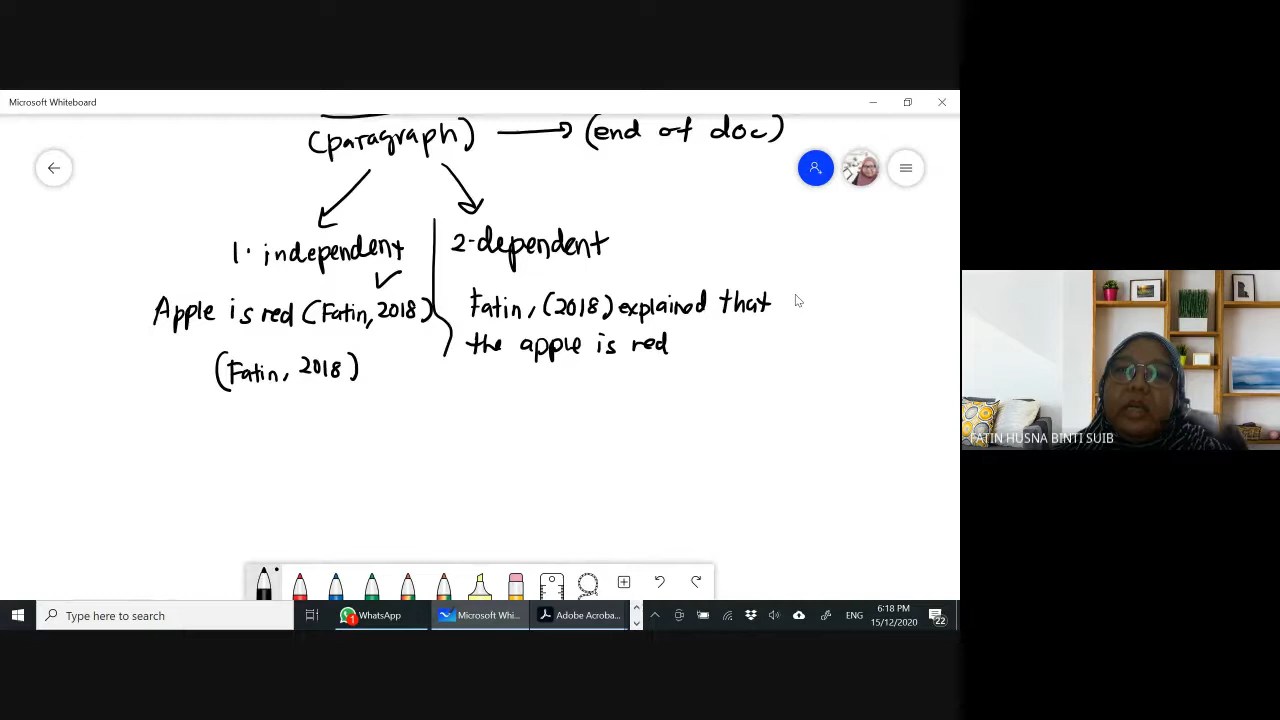 Microsoft Whiteboard
(paragraph) → (end of doc)
1. independent
2-dependent
Apple is red (Fatin, 2018)
(Fatin, 2018)
Fatin, (2018) explained that
the apple is red
FATIN HUSNA BINTI SUIB
Type here to search
WhatsApp
1
Microsoft Whi...
Adobe Acroba...
ENG
6:18 PM
15/12/2020
22